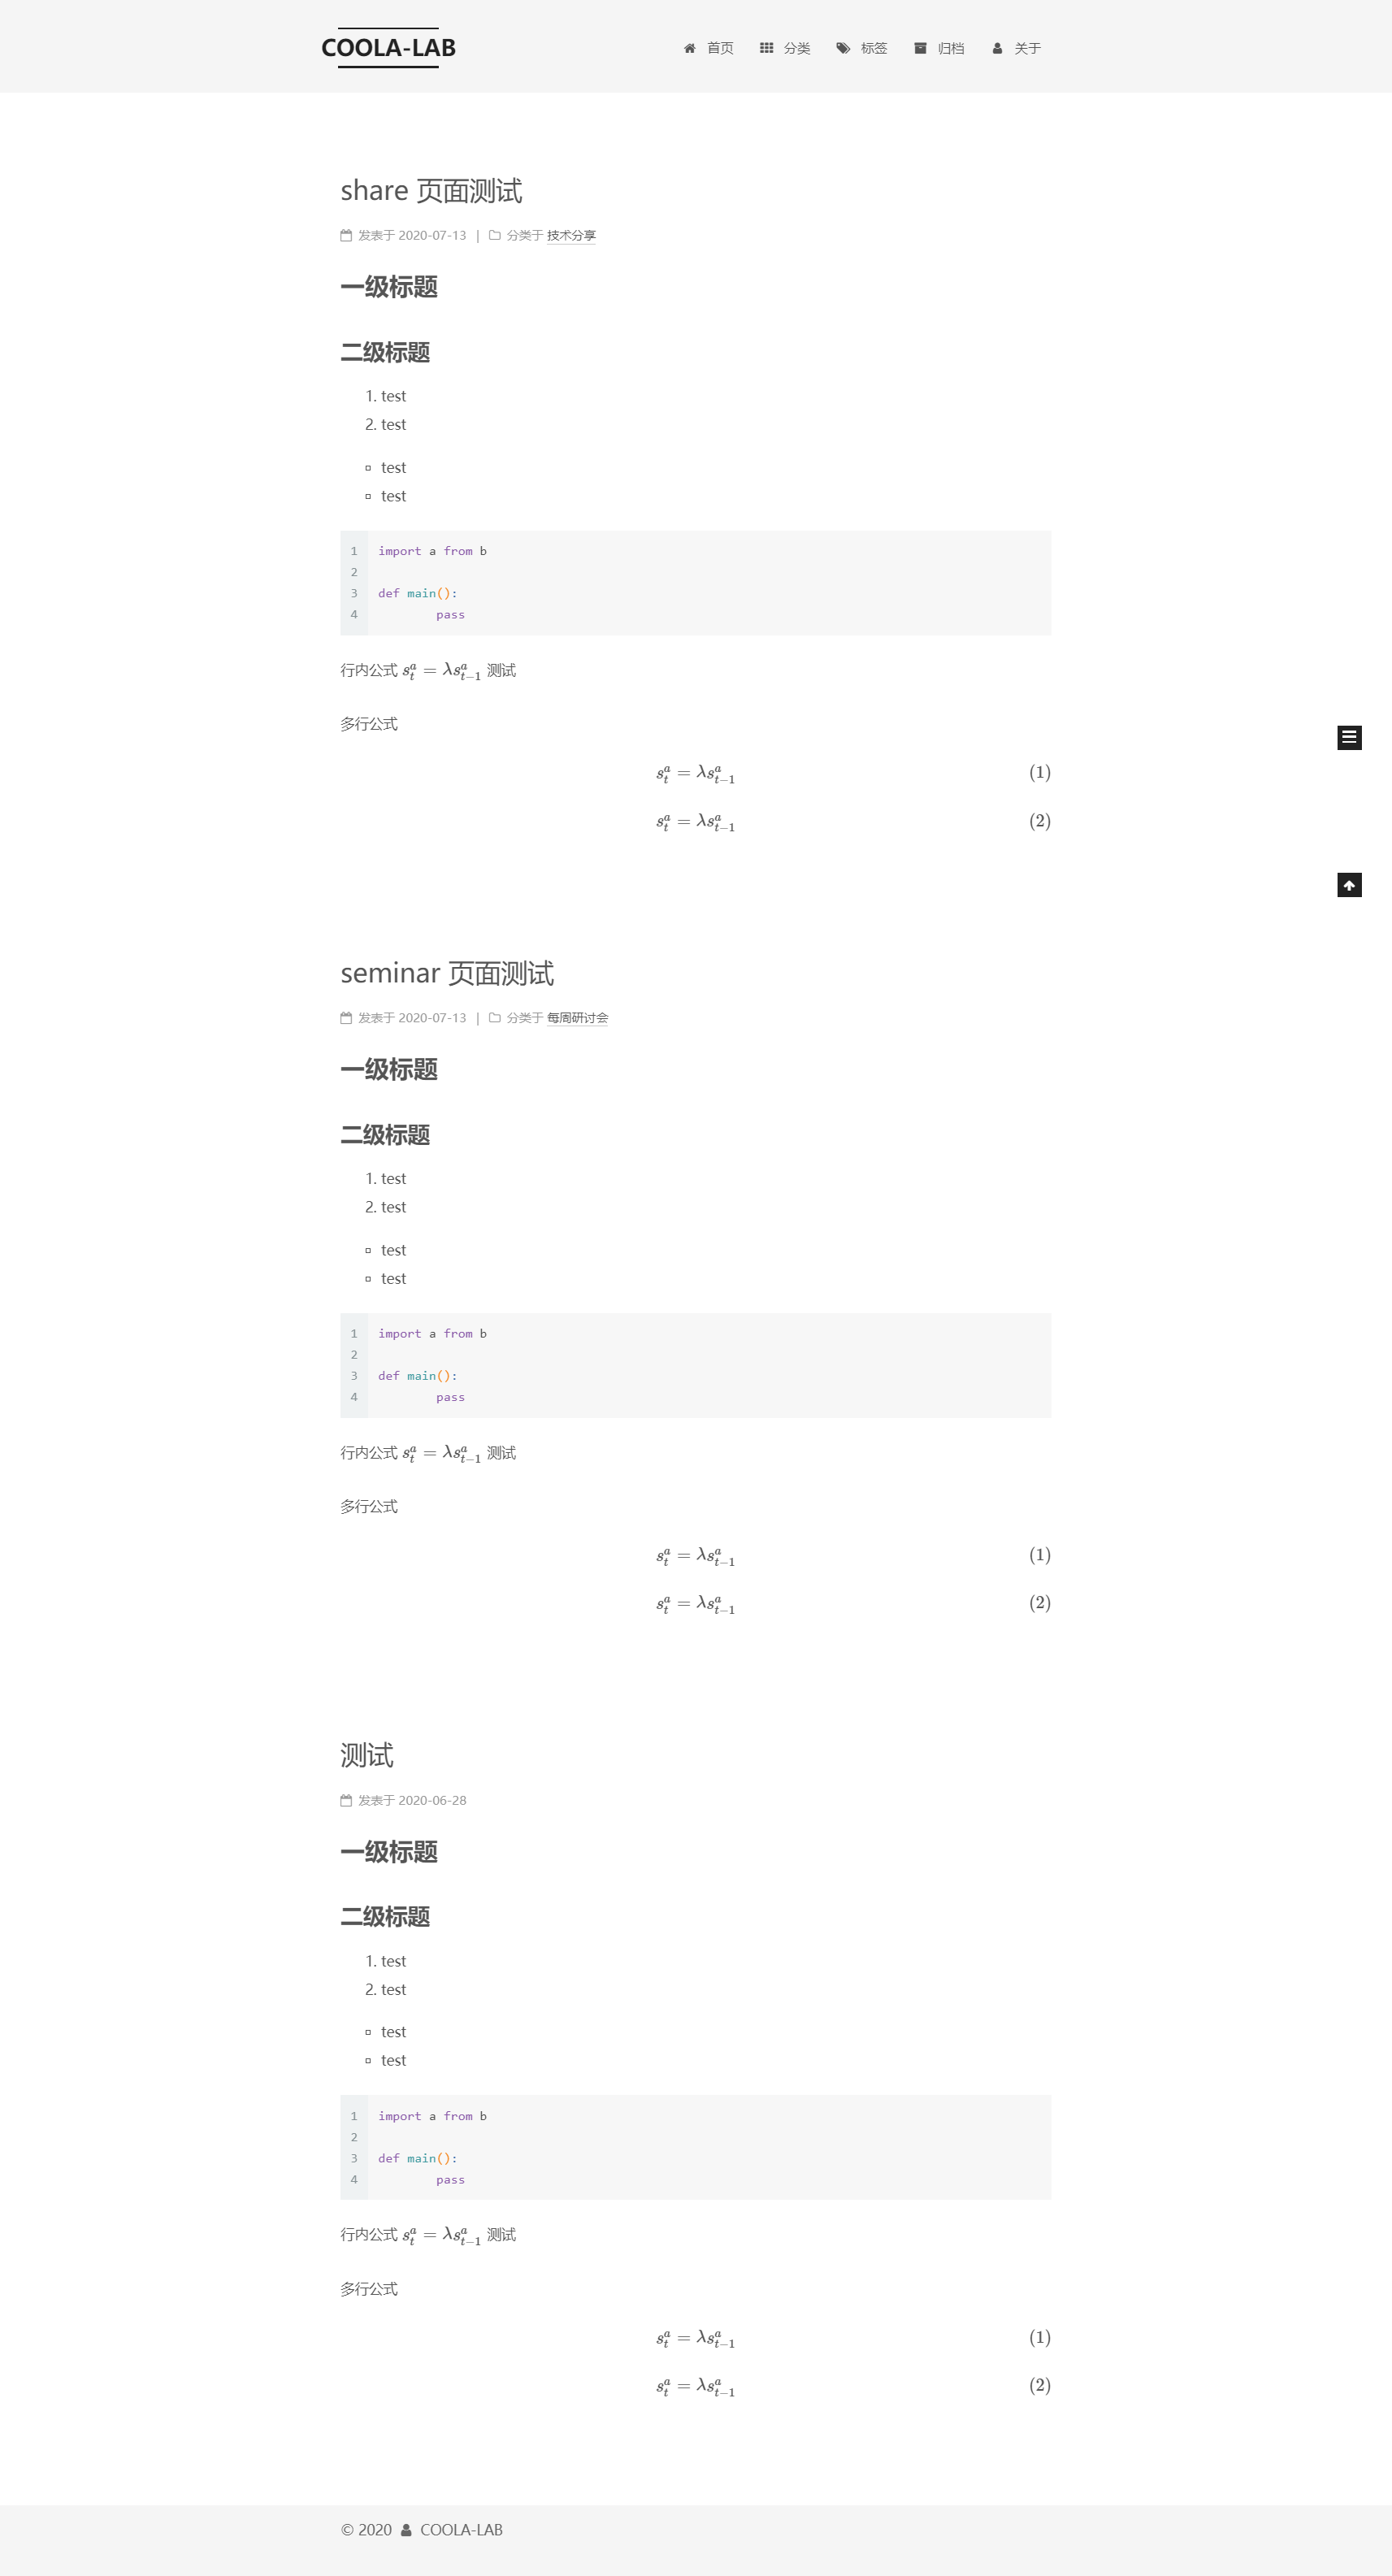 COOLA-LAB
首页 分类 标签 归档 关于
share 页面测试
发表于 2020-07-13 | 分类于 技术分享
一级标题
二级标题
1. test
2. test
▫ test
▫ test
1 import a from b
2
3 def main():
4 pass
行内公式 $s_t^a = \lambda s_{t-1}^a$ 测试
多行公式
$s_t^a = \lambda s_{t-1}^a$ (1)
$s_t^a = \lambda s_{t-1}^a$ (2)
seminar 页面测试
发表于 2020-07-13 | 分类于 每周研讨会
一级标题
二级标题
1. test
2. test
▫ test
▫ test
1 import a from b
2
3 def main():
4 pass
行内公式 $s_t^a = \lambda s_{t-1}^a$ 测试
多行公式
$s_t^a = \lambda s_{t-1}^a$ (1)
$s_t^a = \lambda s_{t-1}^a$ (2)
测试
发表于 2020-06-28
一级标题
二级标题
1. test
2. test
▫ test
▫ test
1 import a from b
2
3 def main():
4 pass
行内公式 $s_t^a = \lambda s_{t-1}^a$ 测试
多行公式
$s_t^a = \lambda s_{t-1}^a$ (1)
$s_t^a = \lambda s_{t-1}^a$ (2)
© 2020 COOLA-LAB